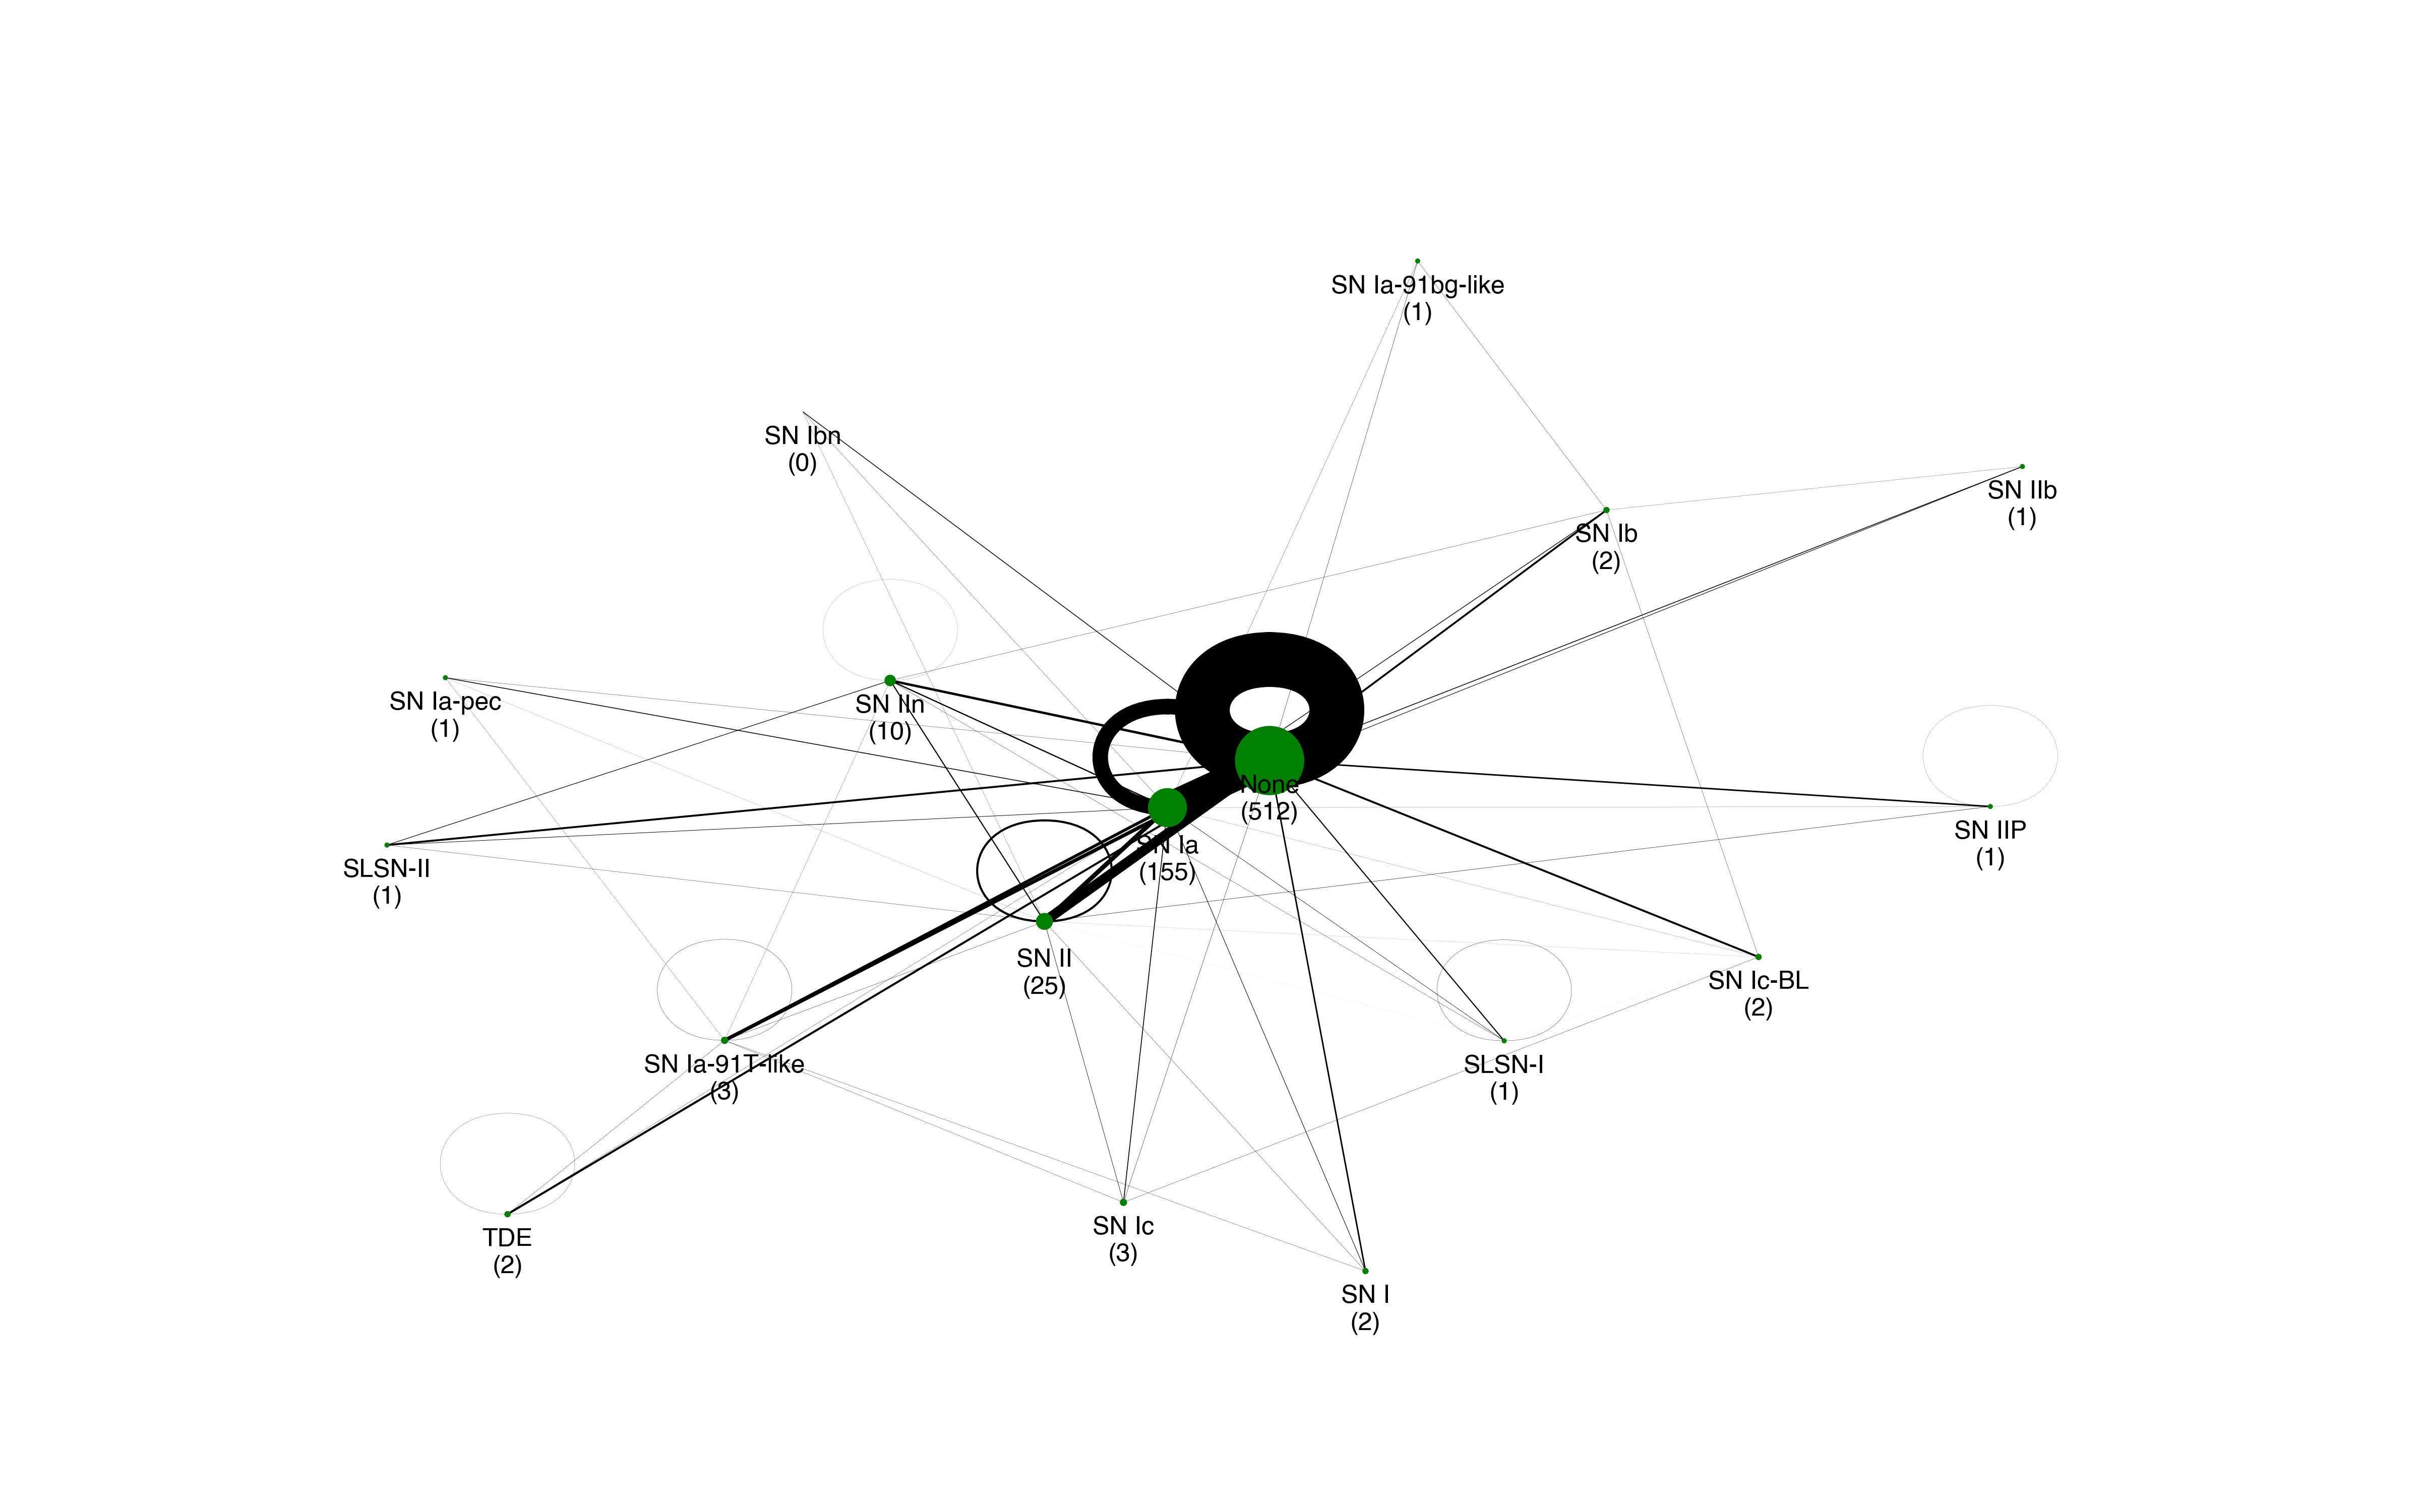 SN Ia-91bg-like
(1)
SN Ibn
(0)
SN IIb
(1)
SN Ib
(2)
SN Ia-pec
(1)
SN IIn
(10)
None
(512)
SN IIP
(1)
SN Ia
(155)
SLSN-II
(1)
SN II
(25)
SN Ic-BL
(2)
SN Ia-91T-like
(3)
SLSN-I
(1)
TDE
(2)
SN Ic
(3)
SN I
(2)